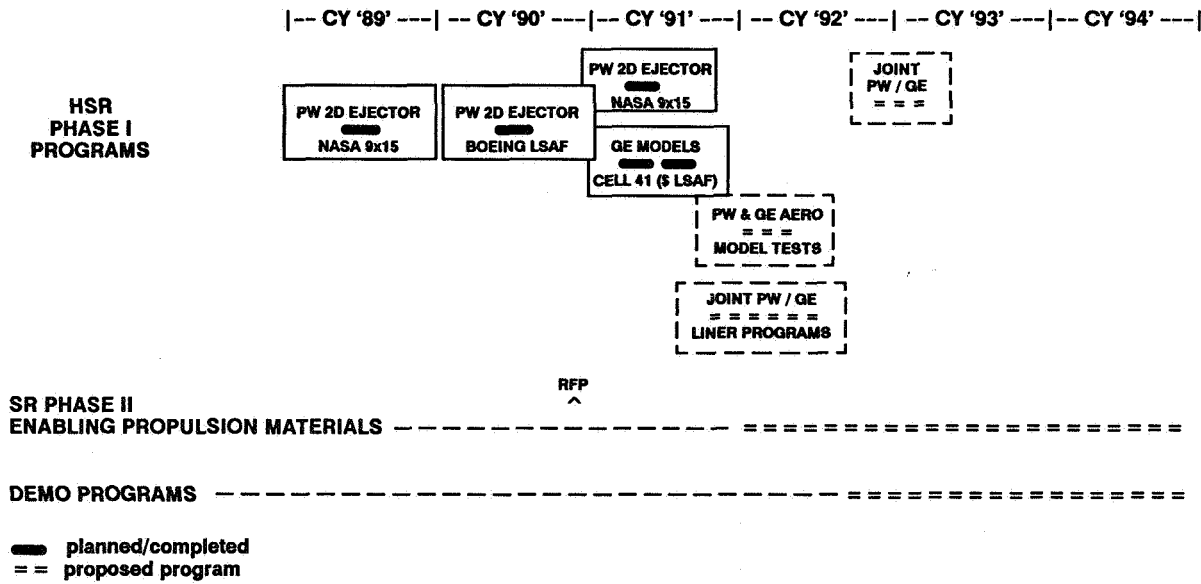 |-- CY ‘89’ ---|-- CY ‘90’ ---|-- CY ‘91’ ---|-- CY ‘92’ ---|-- CY ‘93’ ---|-- CY ‘94’ ---|
HSR
PHASE I
PROGRAMS
PW 2D EJECTOR
NASA 9x15
PW 2D EJECTOR
BOEING LSAF
PW 2D EJECTOR
NASA 9x15
GE MODELS
CELL 41 ($ LSAF)
PW & GE AERO
= = =
MODEL TESTS
JOINT PW / GE
= = = = = =
LINER PROGRAMS
JOINT
PW / GE
= = =
RFP
^
SR PHASE II
ENABLING PROPULSION MATERIALS
DEMO PROGRAMS
planned/completed
= = proposed program